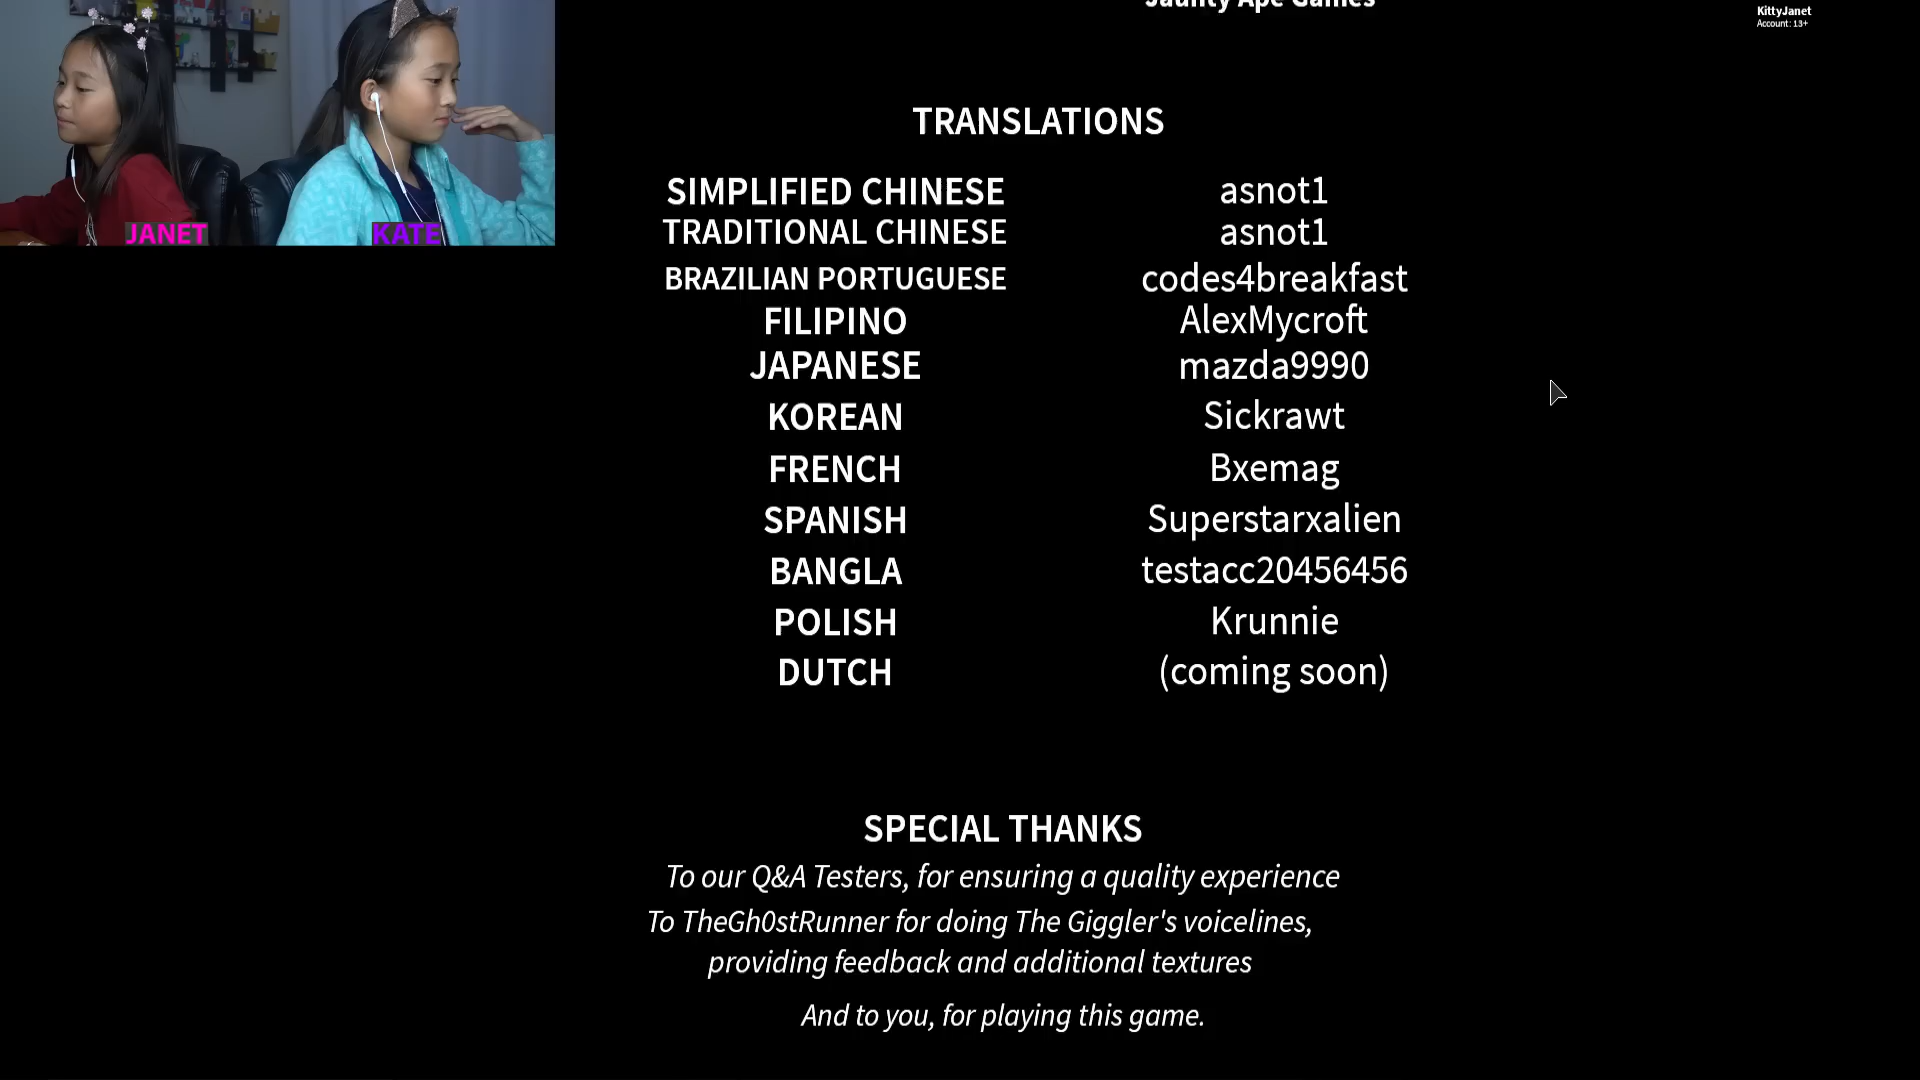 Jaunty Ape Games
KittyJanet
Account: 13+
JANET
KATE
TRANSLATIONS
SIMPLIFIED CHINESE asnot1
TRADITIONAL CHINESE asnot1
BRAZILIAN PORTUGUESE codes4breakfast
FILIPINO AlexMycroft
JAPANESE mazda9990
KOREAN Sickrawt
FRENCH Bxemag
SPANISH Superstarxalien
BANGLA testacc20456456
POLISH Krunnie
DUTCH (coming soon)
SPECIAL THANKS
To our Q&A Testers, for ensuring a quality experience
To TheGh0stRunner for doing The Giggler's voicelines,
providing feedback and additional textures
And to you, for playing this game.